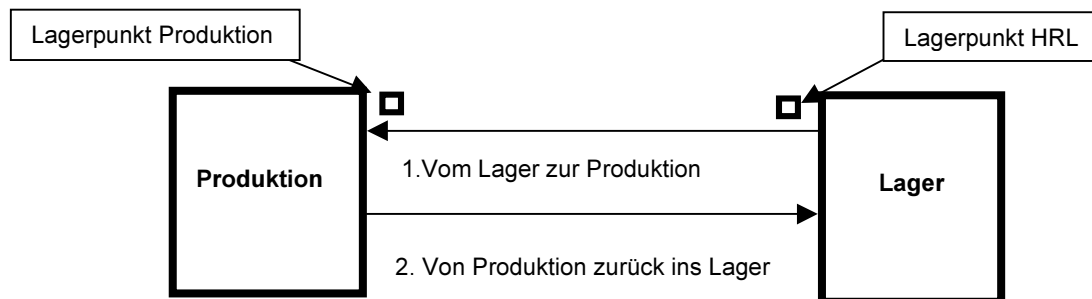 Lagerpunkt Produktion
Lagerpunkt HRL
1.Vom Lager zur Produktion
Produktion
Lager
2. Von Produktion zurück ins Lager